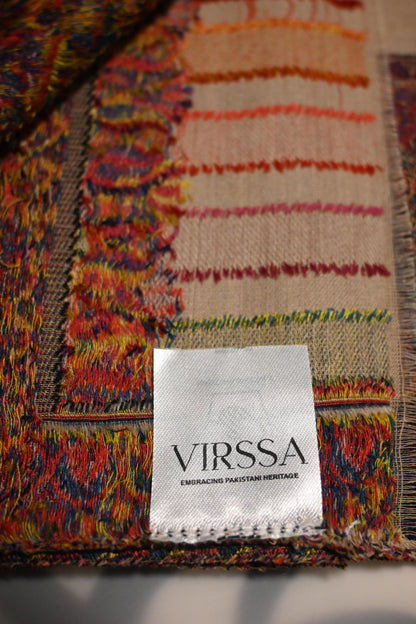 VIRSSA
EMBRACING PAKISTANI HERITAGE